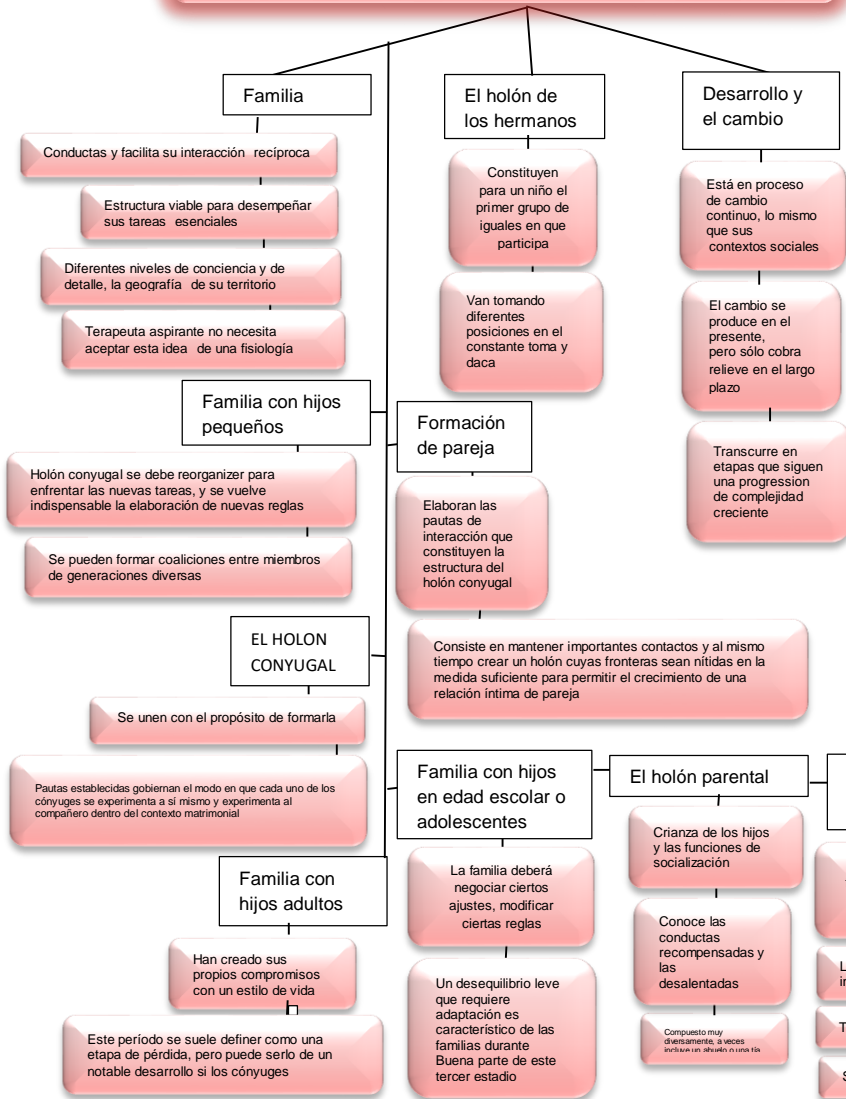 Familia
Conductas y facilita su interacción recíproca
Estructura viable para desempeñar
sus tareas esenciales
Diferentes niveles de conciencia y de
detalle, la geografía de su territorio
Terapeuta aspirante no necesita
aceptar esta idea de una fisiología
El holón de
los hermanos
Constituyen
para un niño el
primer grupo de
iguales en que
participa
Van tomando
diferentes
posiciones en el
constante toma y
daca
Desarrollo y
el cambio
Está en proceso
de cambio
continuo, lo mismo
que sus
contextos sociales
El cambio se
produce en el
presente,
pero sólo cobra
relieve en el largo
plazo
Transcurre en
etapas que siguen
una progression
de complejidad
creciente
Familia con hijos
pequeños
Holón conyugal se debe reorganizer para
enfrentar las nuevas tareas, y se vuelve
indispensable la elaboración de nuevas reglas
Se pueden formar coaliciones entre miembros
de generaciones diversas
Formación
de pareja
Elaboran las
pautas de
interacción que
constituyen la
estructura del
holón conyugal
Consiste en mantener importantes contactos y al mismo
tiempo crear un holón cuyas fronteras sean nítidas en la
medida suficiente para permitir el crecimiento de una
relación íntima de pareja
EL HOLON
CONYUGAL
Se unen con el propósito de formarla
Pautas establecidas gobiernan el modo en que cada uno de los
cónyuges se experimenta a sí mismo y experimenta al
compañero dentro del contexto matrimonial
Familia con hijos
en edad escolar o
adolescentes
La familia deberá
negociar ciertos
ajustes, modificar
ciertas reglas
Un desequilibrio leve
que requiere
adaptación es
característico de las
familias durante
Buena parte de este
tercer estadio
El holón parental
Crianza de los hijos
y las funciones de
socialización
Conoce las
conductas
recompensadas y
las
desalentadas
Compuesto muy
diversamente, a veces
incluye un abuelo o una tía
Familia con
hijos adultos
Han creado sus
propios compromisos
con un estilo de vida
Este período se suele definer como una
etapa de pérdida, pero puede serlo de un
notable desarrollo si los cónyuges